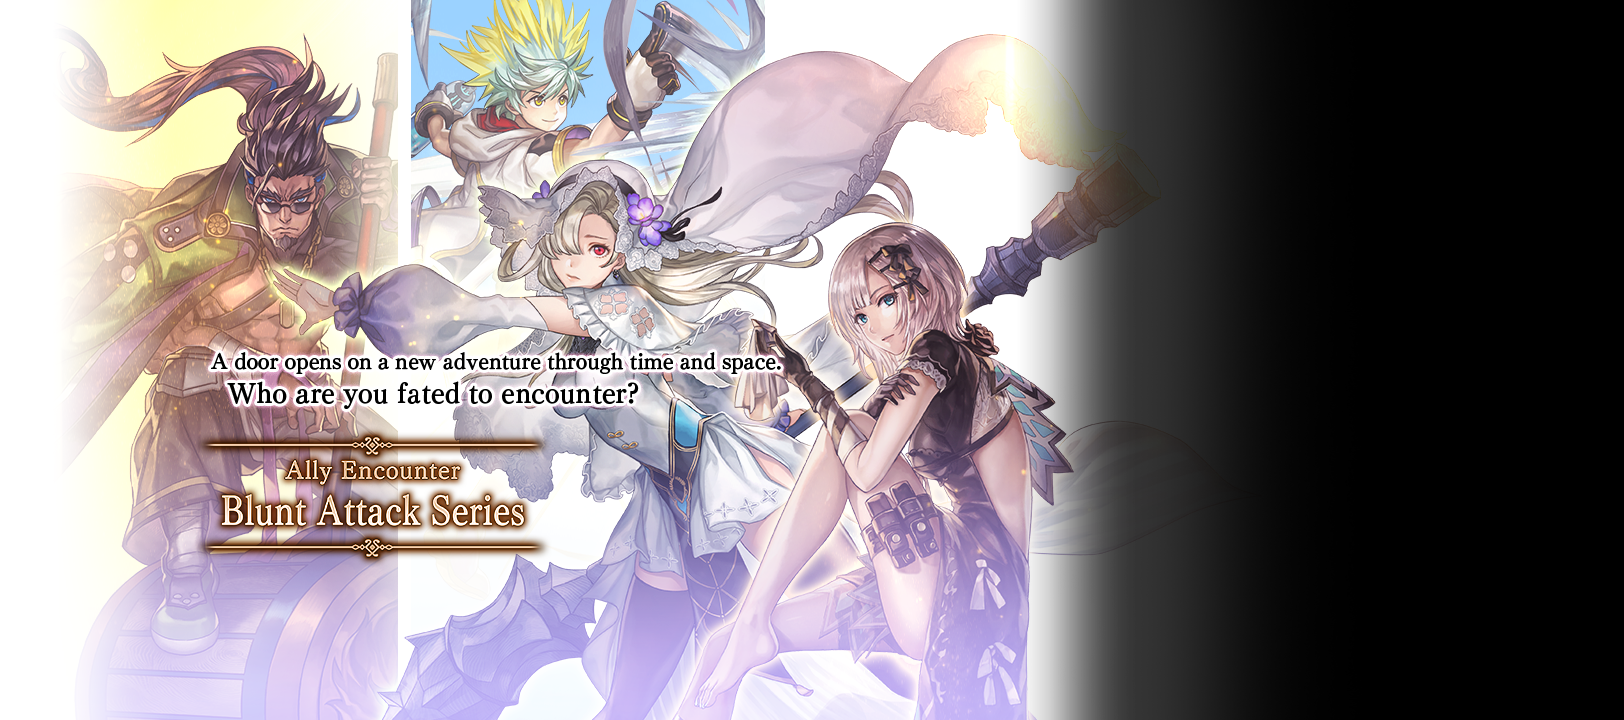 A door opens on a new adventure through time and space.
Who are you fated to encounter?
Ally Encounter
Blunt Attack Series